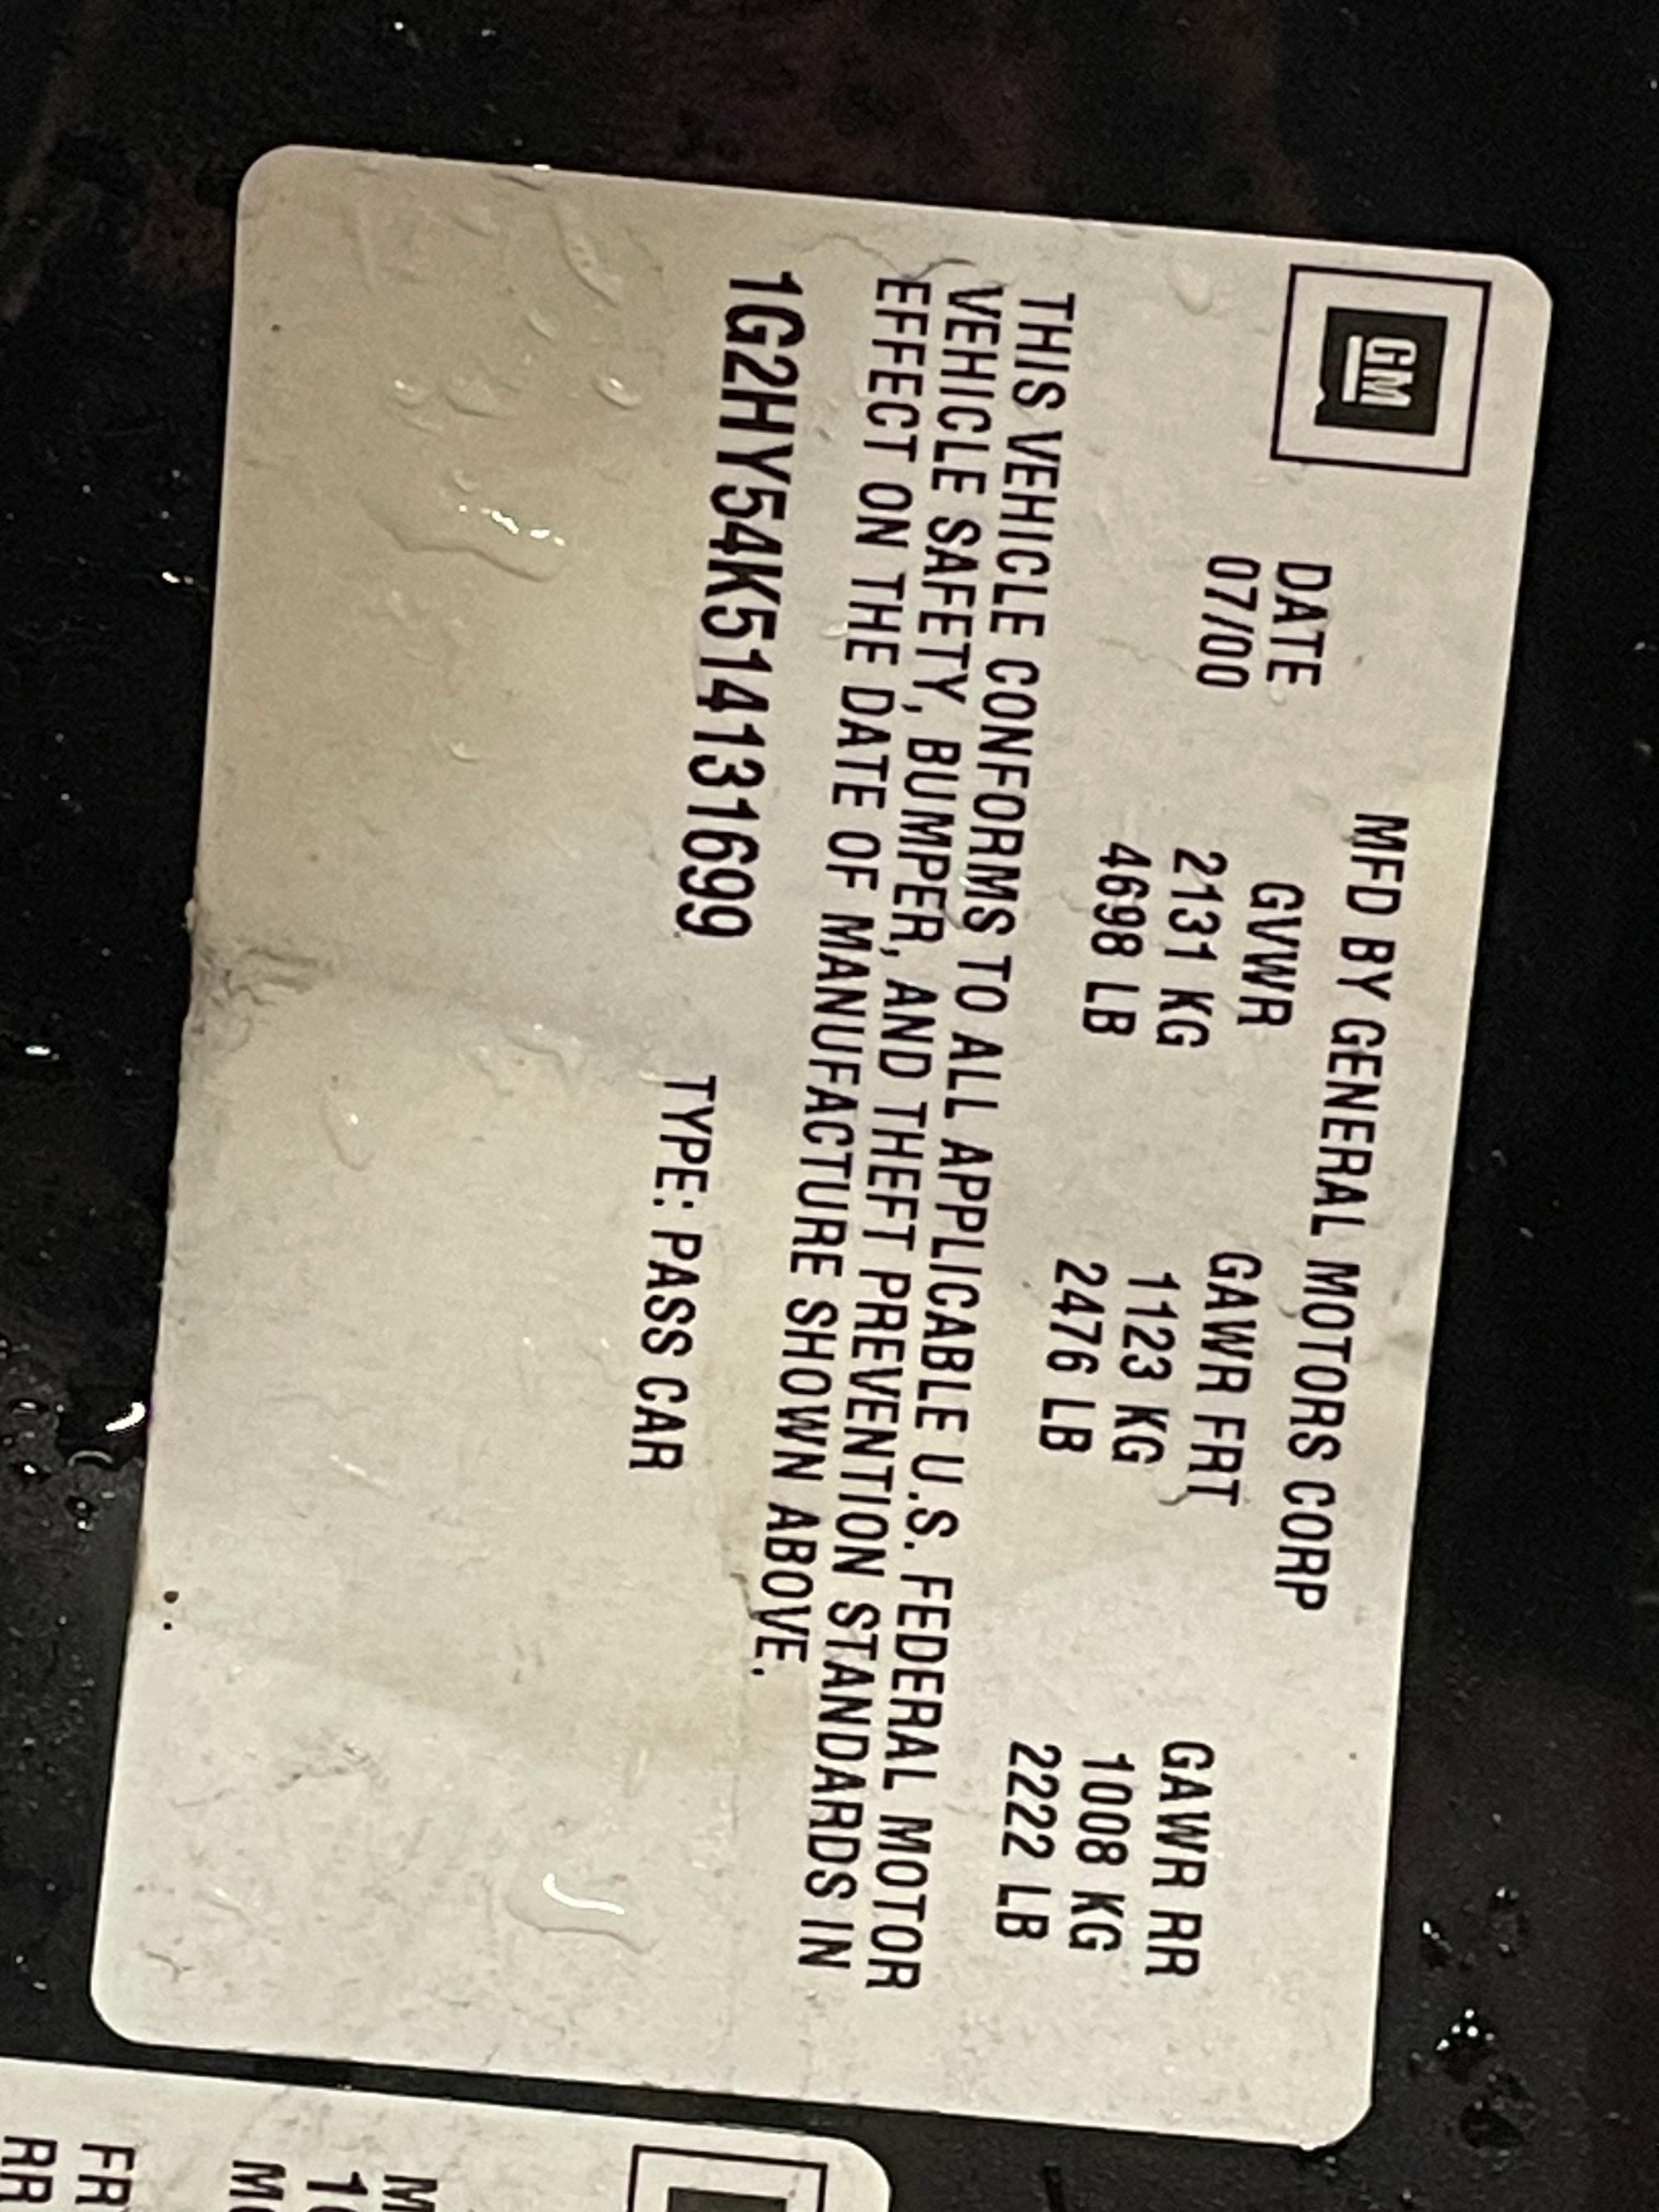 GM
MFD BY GENERAL MOTORS CORP
DATE GVWR GAWR FRT GAWR RR
07/00 2131 KG 1123 KG 1008 KG
4698 LB 2476 LB 2222 LB
THIS VEHICLE CONFORMS TO ALL APPLICABLE U.S. FEDERAL MOTOR
VEHICLE SAFETY, BUMPER, AND THEFT PREVENTION STANDARDS IN
EFFECT ON THE DATE OF MANUFACTURE SHOWN ABOVE.
1G2HY54K514131699 TYPE: PASS CAR
FR
RR